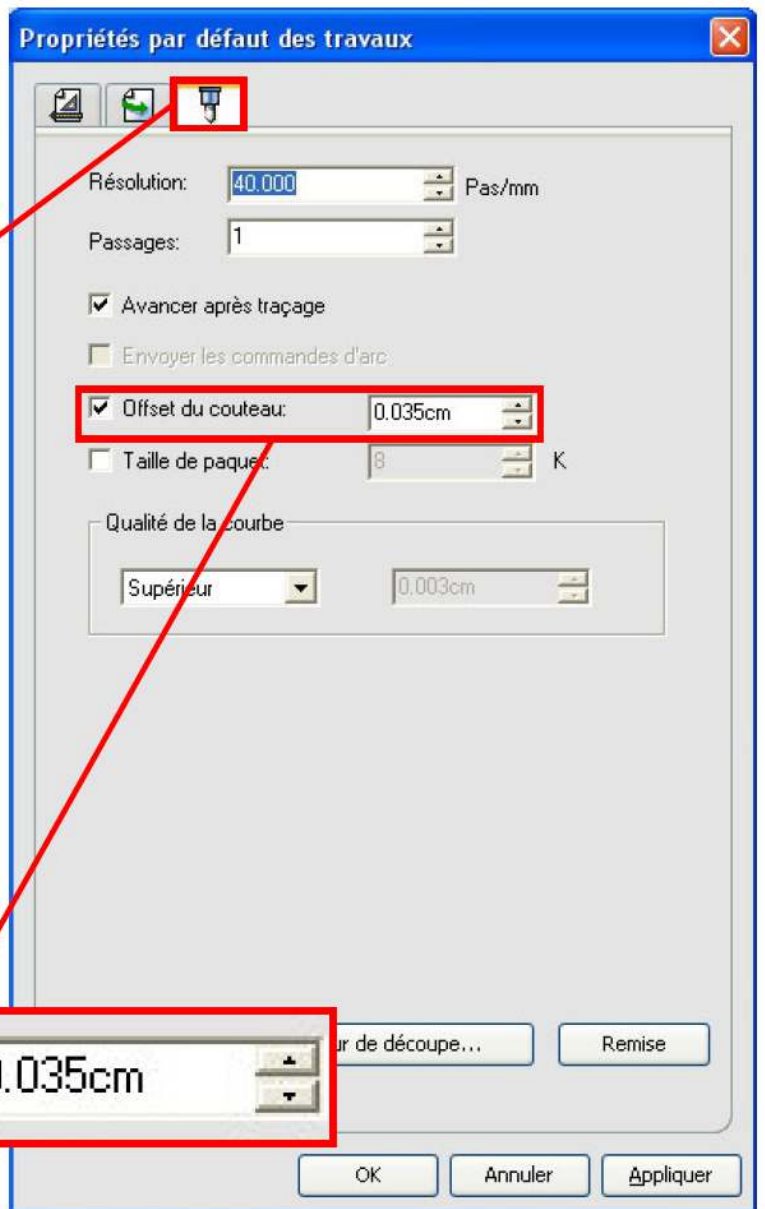 Propriétés par défaut des travaux
Résolution: 40.000 Pas/mm
Passages: 1
Avancer après traçage
Envoyer les commandes d'arc
Offset du couteau: 0.035cm
Taille de paquet: 8 K
Qualité de la courbe
Supérieur 0.003cm
.035cm
de découpe... Remise
OK Annuler Appliquer